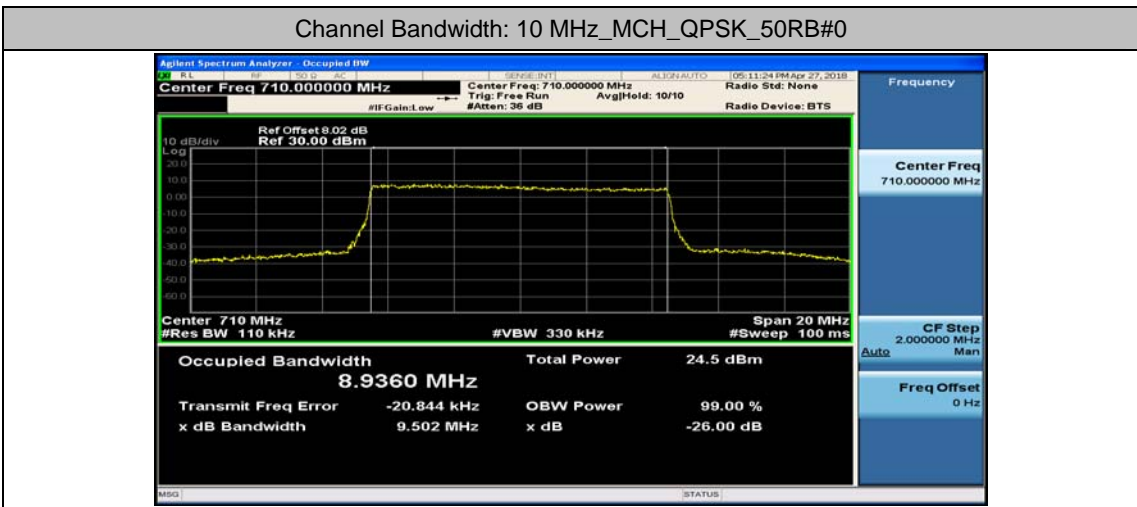 Channel Bandwidth: 10 MHz_MCH_QPSK_50RB#0
Agilent Spectrum Analyzer - Occupied BW
RL RF 50 Ω AC SENSE:INT ALIGN AUTO 05:11:24 PM Apr 27, 2018
Center Freq 710.000000 MHz Center Freq: 710.000000 MHz Radio Std: None Frequency
Trig: Free Run Avg|Hold: 10/10
#IFGain:Low #Atten: 36 dB Radio Device: BTS
Ref Offset 8.02 dB
10 dB/div Ref 30.00 dBm
Log
20.0
10.0
0.00
-10.0
-20.0
-30.0
-40.0
-50.0
-60.0
Center Freq
710.000000 MHz
Center 710 MHz Span 20 MHz
#Res BW 110 kHz #VBW 330 kHz #Sweep 100 ms
CF Step
2.000000 MHz
Auto Man
Occupied Bandwidth Total Power 24.5 dBm
8.9360 MHz
Freq Offset
0 Hz
Transmit Freq Error -20.844 kHz OBW Power 99.00 %
x dB Bandwidth 9.502 MHz x dB -26.00 dB
MSG STATUS